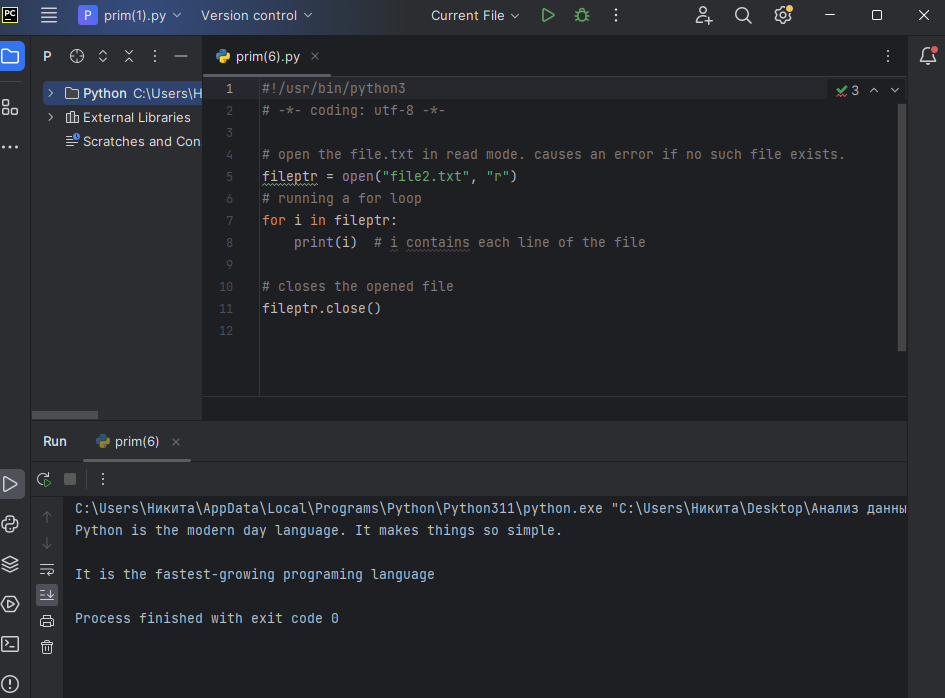 PC P prim(1).py Version control Current File
P prim(6).py
Python C:\Users\H
External Libraries
Scratches and Con
3
1 #!/usr/bin/python3
2 # -*- coding: utf-8 -*-
3
4 # open the file.txt in read mode. causes an error if no such file exists.
5 fileptr = open("file2.txt", "r")
6 # running a for loop
7 for i in fileptr:
8     print(i)  # i contains each line of the file
9
10 # closes the opened file
11 fileptr.close()
12
Run prim(6)
C:\Users\Никита\AppData\Local\Programs\Python\Python311\python.exe "C:\Users\Никита\Desktop\Анализ данны
Python is the modern day language. It makes things so simple.
It is the fastest-growing programing language
Process finished with exit code 0